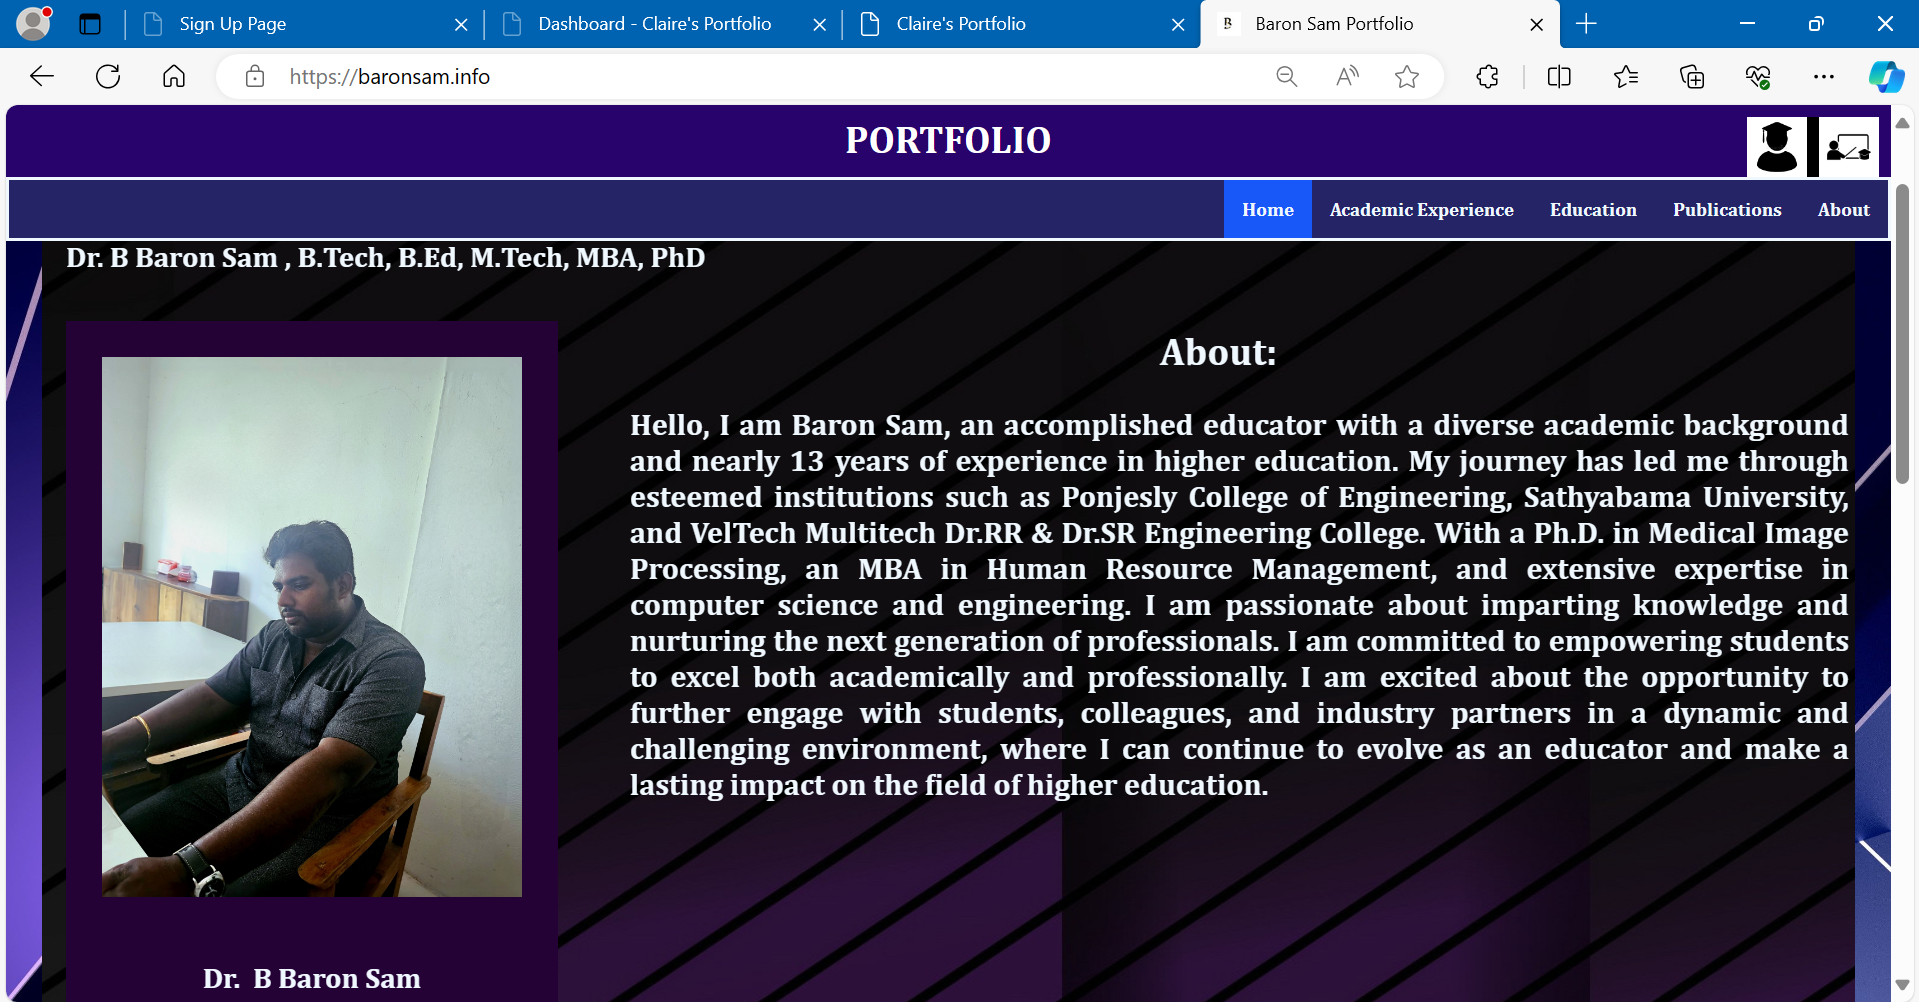 Sign Up Page
Dashboard - Claire's Portfolio
Claire's Portfolio
B
Baron Sam Portfolio
https://baronsam.info
PORTFOLIO
Home
Academic Experience
Education
Publications
About
Dr. B Baron Sam , B.Tech, B.Ed, M.Tech, MBA, PhD
About:
Hello, I am Baron Sam, an accomplished educator with a diverse academic background
and nearly 13 years of experience in higher education. My journey has led me through
esteemed institutions such as Ponjesly College of Engineering, Sathyabama University,
and VelTech Multitech Dr.RR & Dr.SR Engineering College. With a Ph.D. in Medical Image
Processing, an MBA in Human Resource Management, and extensive expertise in
computer science and engineering. I am passionate about imparting knowledge and
nurturing the next generation of professionals. I am committed to empowering students
to excel both academically and professionally. I am excited about the opportunity to
further engage with students, colleagues, and industry partners in a dynamic and
challenging environment, where I can continue to evolve as an educator and make a
lasting impact on the field of higher education.
Dr. B Baron Sam